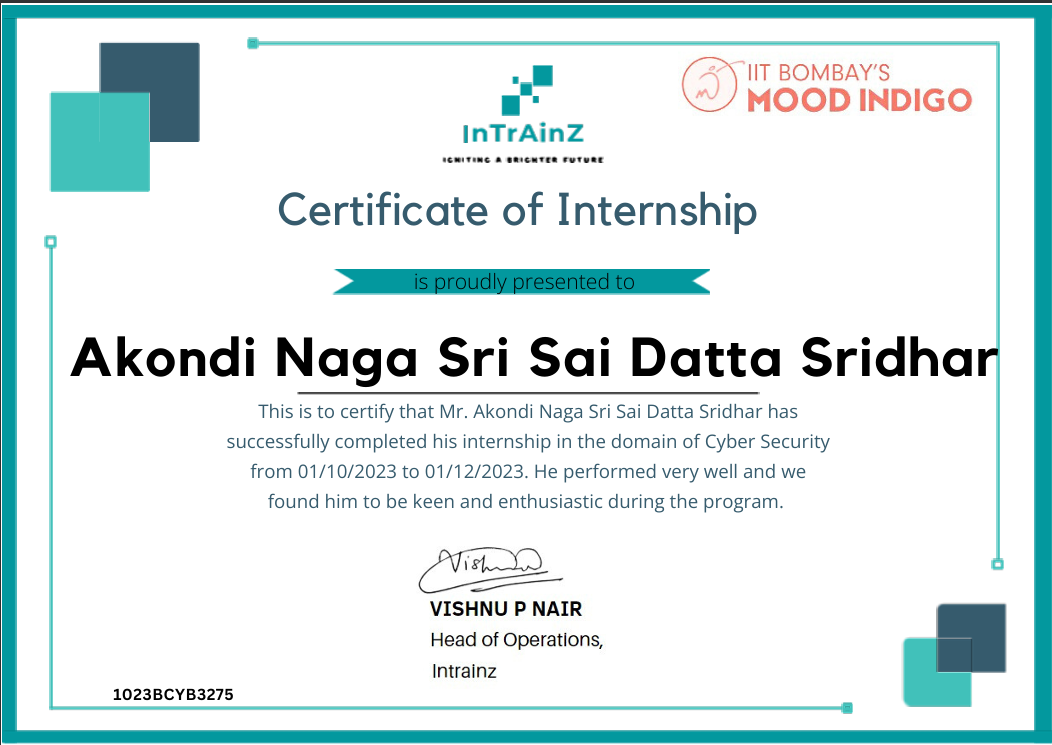 IIT BOMBAY'S
MOOD INDIGO
InTrAinZ
IGNITING A BRIGHTER FUTURE
Certificate of Internship
is proudly presented to
Akondi Naga Sri Sai Datta Sridhar
This is to certify that Mr. Akondi Naga Sri Sai Datta Sridhar has
successfully completed his internship in the domain of Cyber Security
from 01/10/2023 to 01/12/2023. He performed very well and we
found him to be keen and enthusiastic during the program.
VISHNU P NAIR
Head of Operations,
Intrainz
1023BCYB3275